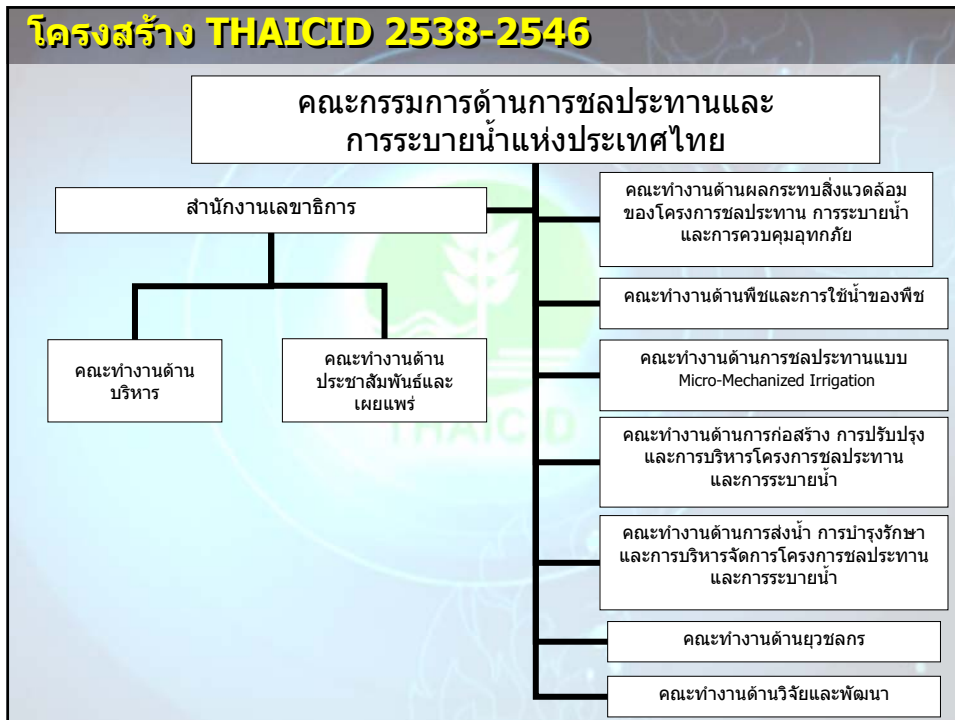 โครงสร้าง THAICID 2538-2546
คณะกรรมการด้านการชลประทานและ
การระบายน้ำแห่งประเทศไทย
สำนักงานเลขาธิการ
คณะทำงานด้าน
บริหาร
คณะทำงานด้าน
ประชาสัมพันธ์และ
เผยแพร่
คณะทำงานด้านผลกระทบสิ่งแวดล้อม
ของโครงการชลประทาน การระบายน้ำ
และการควบคุมอุทกภัย
คณะทำงานด้านพืชและการใช้น้ำของพืช
คณะทำงานด้านการชลประทานแบบ
Micro-Mechanized Irrigation
คณะทำงานด้านการก่อสร้าง การปรับปรุง
และการบริหารโครงการชลประทาน
และการระบายน้ำ
คณะทำงานด้านการส่งน้ำ การบำรุงรักษา
และการบริหารจัดการโครงการชลประทาน
และการระบายน้ำ
คณะทำงานด้านยุวชลกร
คณะทำงานด้านวิจัยและพัฒนา
THAICID